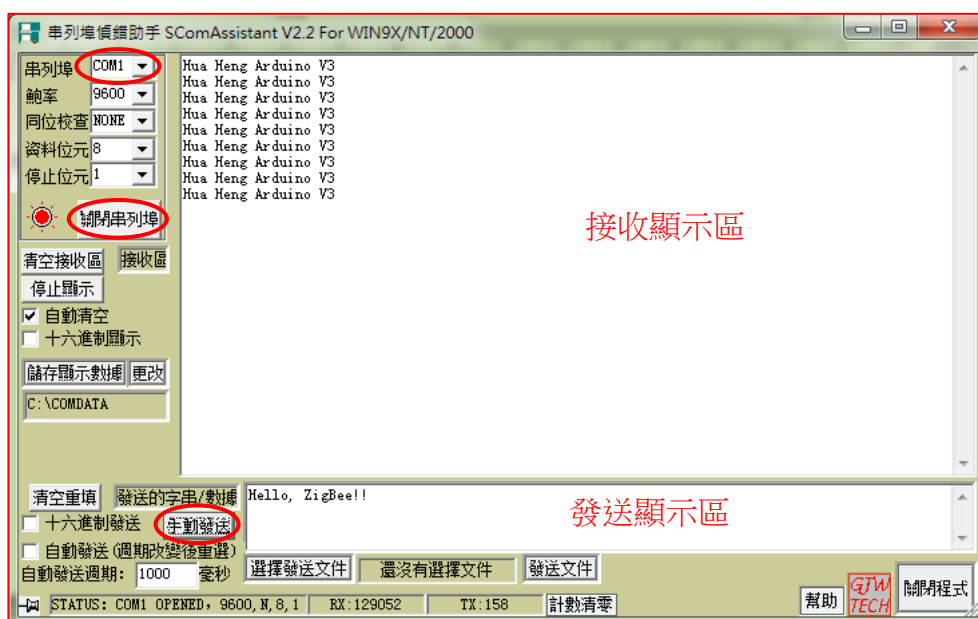 串列埠偵錯助手 SComAssistant V2.2 For WIN9X/NT/2000
串列埠 COM1
鮑率 9600
同位校查 NONE
資料位元 8
停止位元 1
關閉串列埠
清空接收區 接收區
停止顯示
自動清空
十六進制顯示
儲存顯示數據 更改
C:\COMDATA
Hua Heng Arduino V3
Hua Heng Arduino V3
Hua Heng Arduino V3
Hua Heng Arduino V3
Hua Heng Arduino V3
Hua Heng Arduino V3
Hua Heng Arduino V3
Hua Heng Arduino V3
Hua Heng Arduino V3
接收顯示區
清空重填 發送的字串/數據
十六進制發送 手動發送
自動發送(週期改變後重選)
自動發送週期: 1000 毫秒
Hello, ZigBee!!
發送顯示區
選擇發送文件 還沒有選擇文件 發送文件
STATUS: COM1 OPENED, 9600,N,8,1 RX:129052 TX:158 計數清零
幫助 GJW TECH 關閉程式